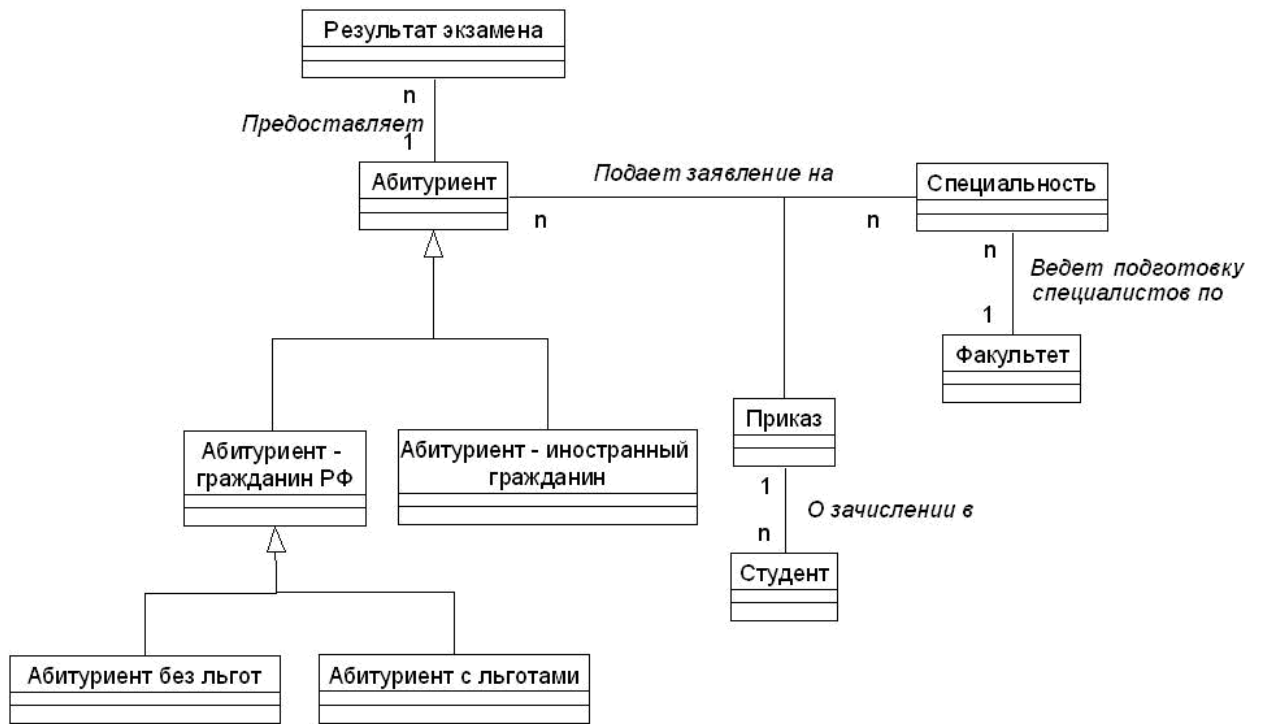 Результат экзамена
n
Предоставляет
1
Абитуриент
Подает заявление на
Специальность
n
n
n
Ведет подготовку
специалистов по
1
Факультет
Приказ
Абитуриент -
гражданин РФ
Абитуриент - иностранный
гражданин
1
О зачислении в
n
Студент
Абитуриент без льгот
Абитуриент с льготами